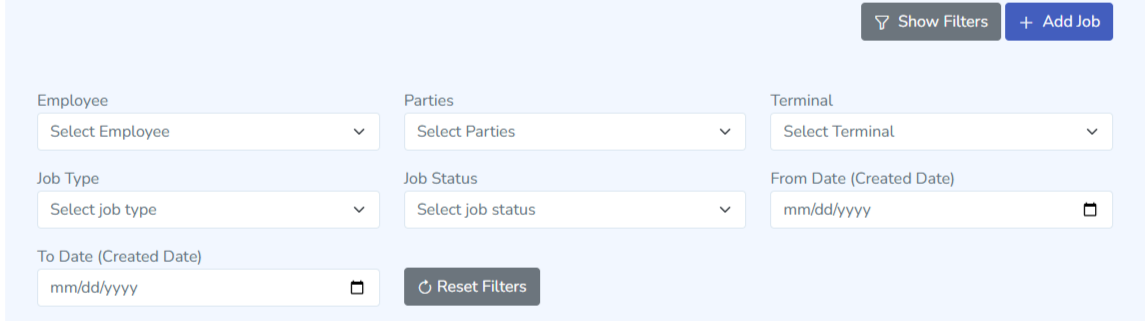 Show Filters + Add Job
Employee Parties Terminal
Select Employee Select Parties Select Terminal
Job Type Job Status From Date (Created Date)
Select job type Select job status mm/dd/yyyy
To Date (Created Date)
mm/dd/yyyy Reset Filters